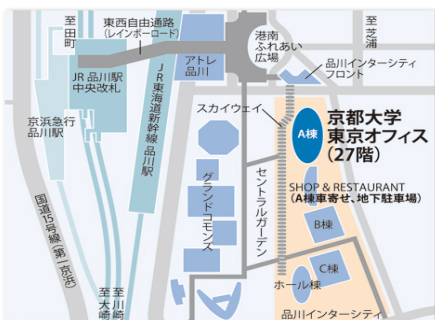 至田町
東西自由通路
(レインボーロード)
港南
ふれあい
広場
至芝浦
アトレ
品川
品川インターシティ
フロント
JR 品川駅
中央改札
JR東海道新幹線品川駅
スカイウェイ
京浜急行
品川駅
A棟
京都大学
東京オフィス
(27階)
グランドコモンズ
セントラルガーデン
SHOP & RESTAURANT
(A棟車寄せ、地下駐車場)
国道15号線(第一京浜)
B棟
C棟
ホール棟
至大崎
至川崎
品川インターシティ